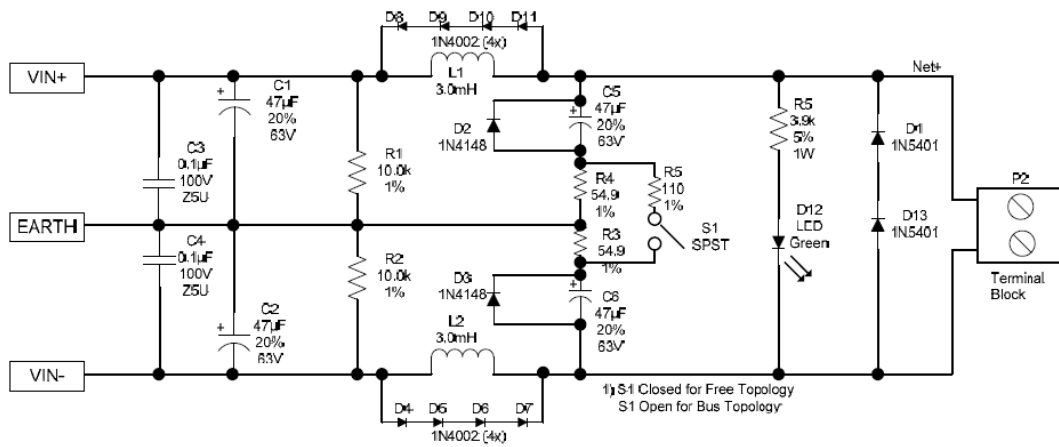 D8 D9 D10 D11
1N4002 (4x)
VIN+
L1
3.0mH
Net+
C1
47µF
20%
63V
C5
47µF
20%
63V
D2
1N4148
R5
3.9k
5%
1W
D1
1N5401
C3
0.1µF
100V
Z5U
R1
10.0k
1%
R4
54.9
1%
R5
110
1%
P2
EARTH
S1
SPST
D12
LED
Green
D13
1N5401
C4
0.1µF
100V
Z5U
R2
10.0k
1%
R3
54.9
1%
D3
1N4148
Terminal
Block
C2
47µF
20%
63V
L2
3.0mH
C6
47µF
20%
63V
VIN-
1) S1 Closed for Free Topology
S1 Open for Bus Topology
D4 D5 D6 D7
1N4002 (4x)